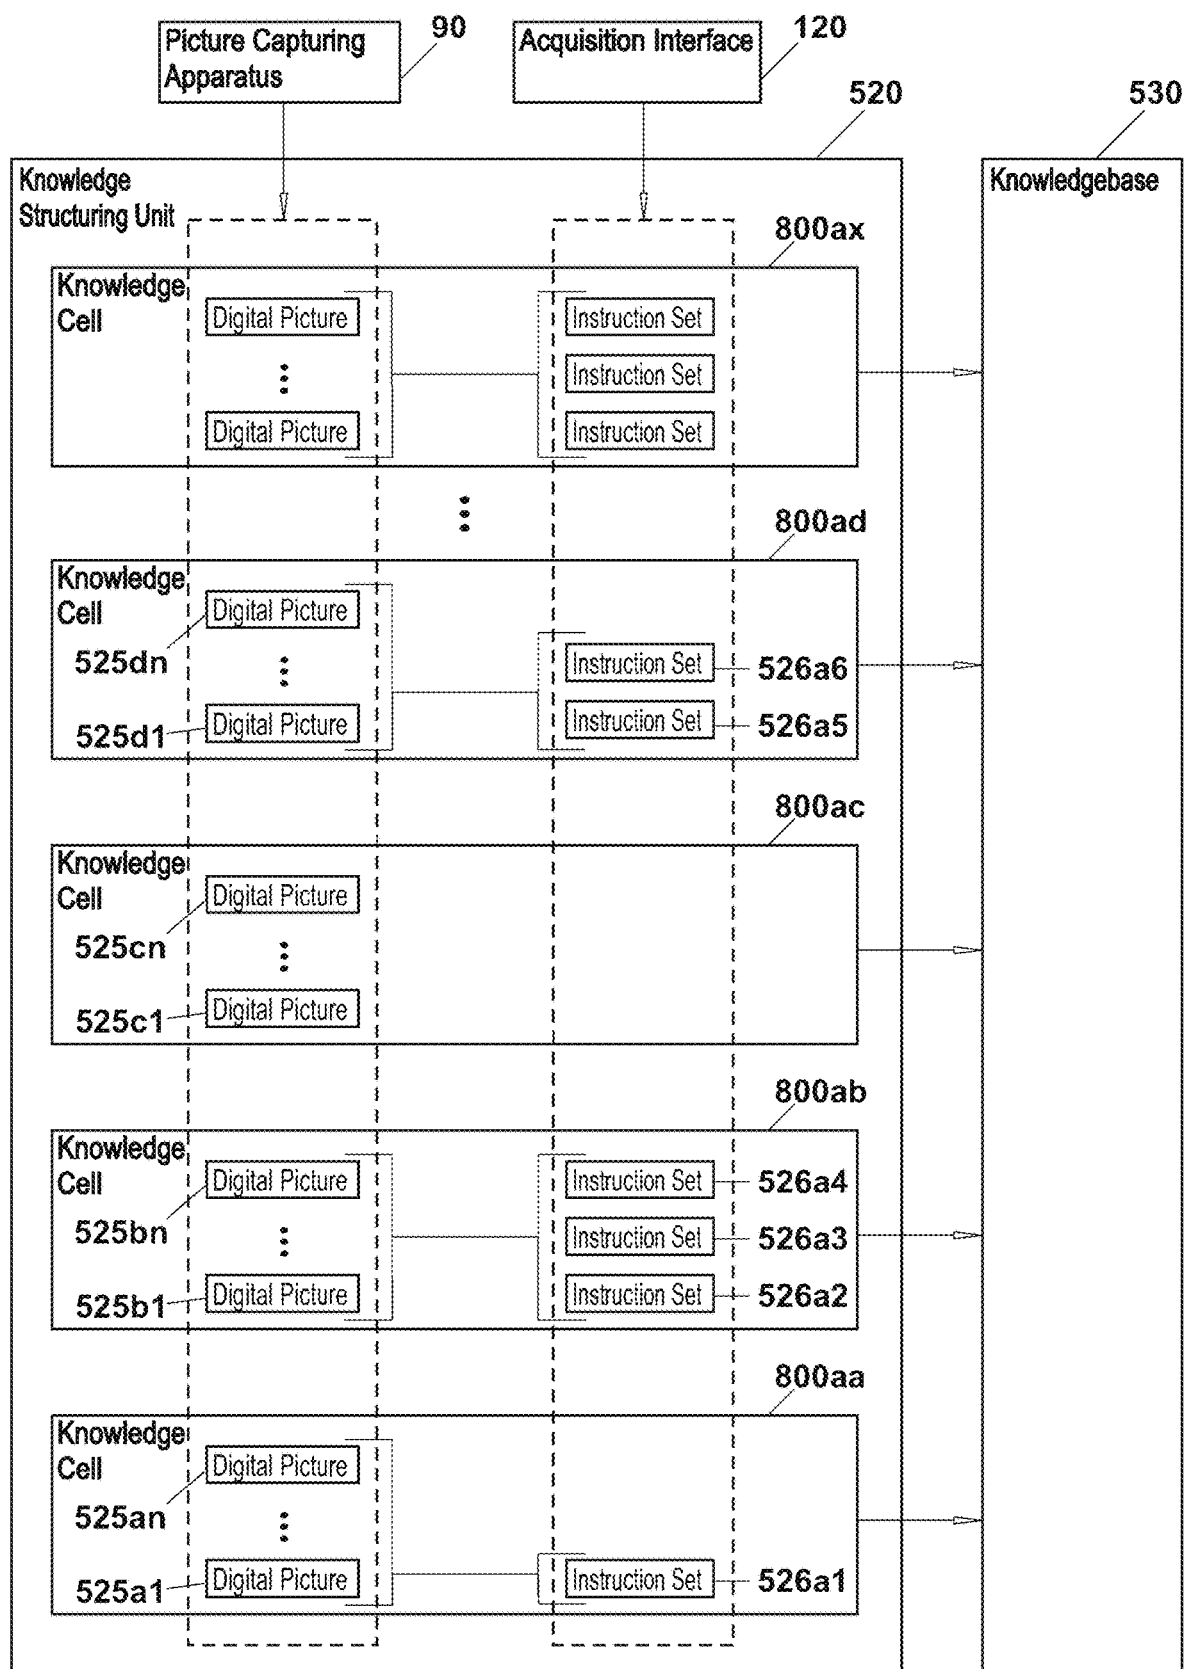 Picture Capturing
Apparatus
90
Acquisition Interface
120
520
530
Knowledge
Structuring Unit
Knowledgebase
800ax
Knowledge
Cell
Digital Picture
Instruction Set
Instruction Set
Digital Picture
Instruction Set
800ad
Knowledge
Cell
Digital Picture
525dn
Instruction Set
526a6
525d1
Digital Picture
Instruction Set
526a5
800ac
Knowledge
Cell
Digital Picture
525cn
525c1
Digital Picture
800ab
Knowledge
Cell
Digital Picture
Instruction Set
526a4
525bn
Instruction Set
526a3
525b1
Digital Picture
Instruction Set
526a2
800aa
Knowledge
Cell
Digital Picture
525an
525a1
Digital Picture
Instruction Set
526a1